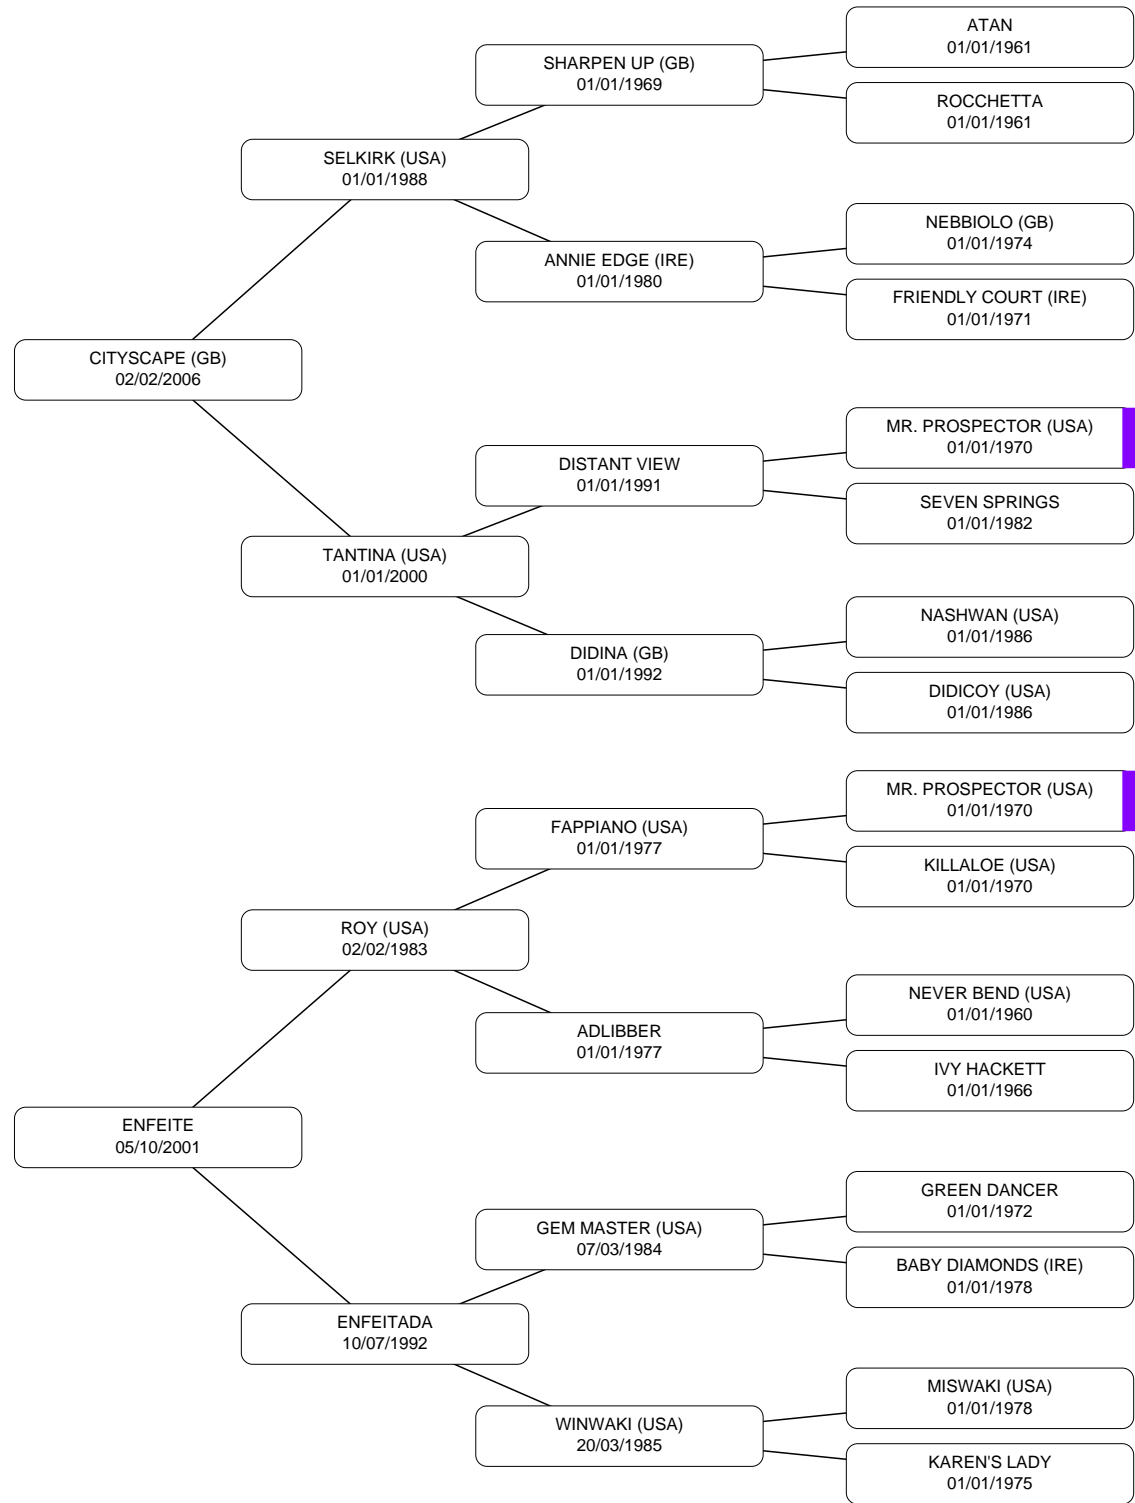 ATAN
01/01/1961
SHARPEN UP (GB)
01/01/1969
ROCCHETTA
01/01/1961
SELKIRK (USA)
01/01/1988
NEBBIOLO (GB)
01/01/1974
ANNIE EDGE (IRE)
01/01/1980
FRIENDLY COURT (IRE)
01/01/1971
CITYSCAPE (GB)
02/02/2006
MR. PROSPECTOR (USA)
01/01/1970
DISTANT VIEW
01/01/1991
SEVEN SPRINGS
01/01/1982
TANTINA (USA)
01/01/2000
NASHWAN (USA)
01/01/1986
DIDINA (GB)
01/01/1992
DIDICOY (USA)
01/01/1986
MR. PROSPECTOR (USA)
01/01/1970
FAPPIANO (USA)
01/01/1977
KILLALOE (USA)
01/01/1970
ROY (USA)
02/02/1983
NEVER BEND (USA)
01/01/1960
ADLIBBER
01/01/1977
IVY HACKETT
01/01/1966
ENFEITE
05/10/2001
GREEN DANCER
01/01/1972
GEM MASTER (USA)
07/03/1984
BABY DIAMONDS (IRE)
01/01/1978
ENFEITADA
10/07/1992
MISWAKI (USA)
01/01/1978
WINWAKI (USA)
20/03/1985
KAREN'S LADY
01/01/1975